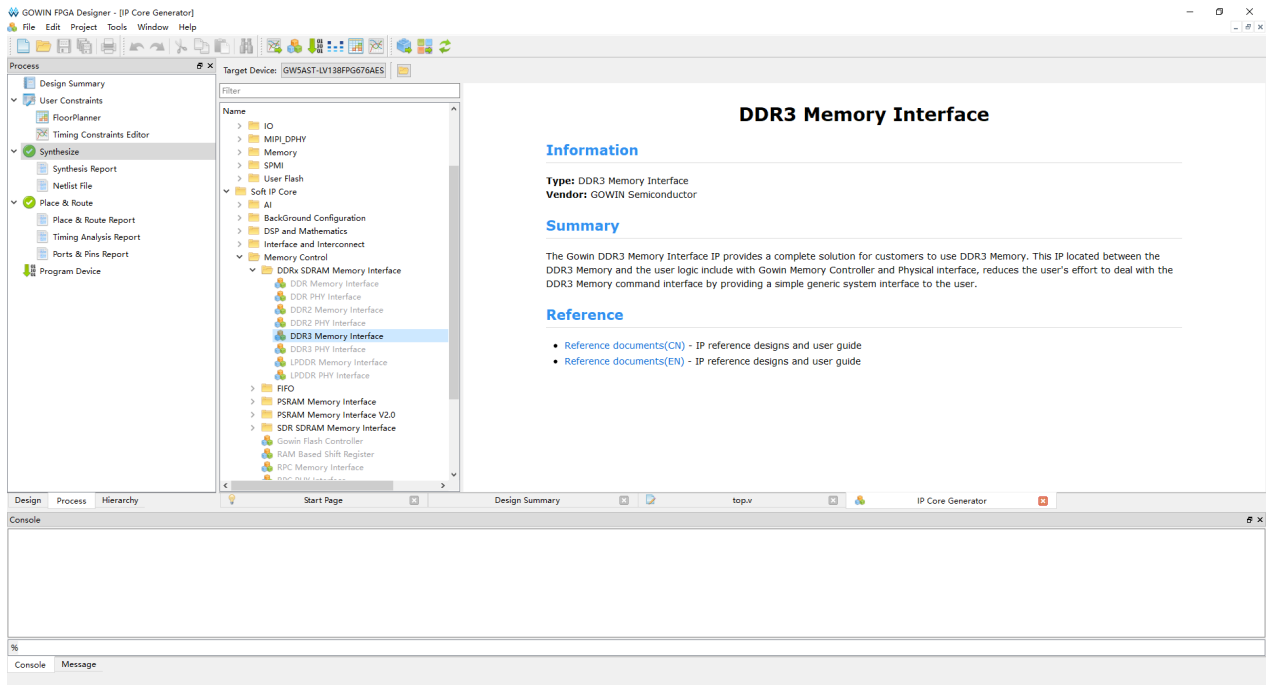 GOWIN FPGA Designer - [IP Core Generator]
File Edit Project Tools Window Help
Process
Design Summary
User Constraints
FloorPlanner
Timing Constraints Editor
Synthesize
Synthesis Report
Netlist File
Place & Route
Place & Route Report
Timing Analysis Report
Ports & Pins Report
Program Device
Design Process Hierarchy
Target Device: GW5AST-LV138FPG676AES
Filter
Name
IO
MIPI_DPHY
Memory
SPMI
User Flash
Soft IP Core
AI
BackGround Configuration
DSP and Mathematics
Interface and Interconnect
Memory Control
DDRx SDRAM Memory Interface
DDR Memory Interface
DDR PHY Interface
DDR2 Memory Interface
DDR2 PHY Interface
DDR3 Memory Interface
DDR3 PHY Interface
LPDDR Memory Interface
LPDDR PHY Interface
FIFO
PSRAM Memory Interface
PSRAM Memory Interface V2.0
SDR SDRAM Memory Interface
Gowin Flash Controller
RAM Based Shift Register
RPC Memory Interface
DDR3 Memory Interface
Information
Type: DDR3 Memory Interface
Vendor: GOWIN Semiconductor
Summary
The Gowin DDR3 Memory Interface IP provides a complete solution for customers to use DDR3 Memory. This IP located between the
DDR3 Memory and the user logic include with Gowin Memory Controller and Physical interface, reduces the user's effort to deal with the
DDR3 Memory command interface by providing a simple generic system interface to the user.
Reference
Reference documents(CN) - IP reference designs and user guide
Reference documents(EN) - IP reference designs and user guide
Start Page Design Summary top.v IP Core Generator
Console
%
Console Message